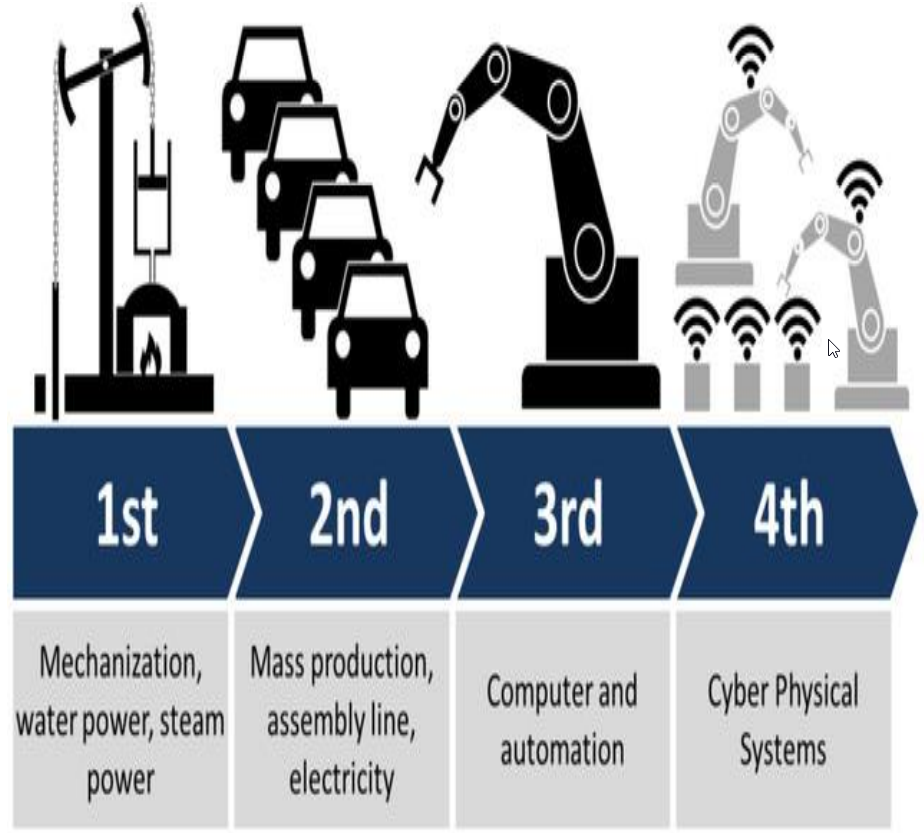 1st
2nd
3rd
4th
Mechanization,
water power, steam
power
Mass production,
assembly line,
electricity
Computer and
automation
Cyber Physical
Systems